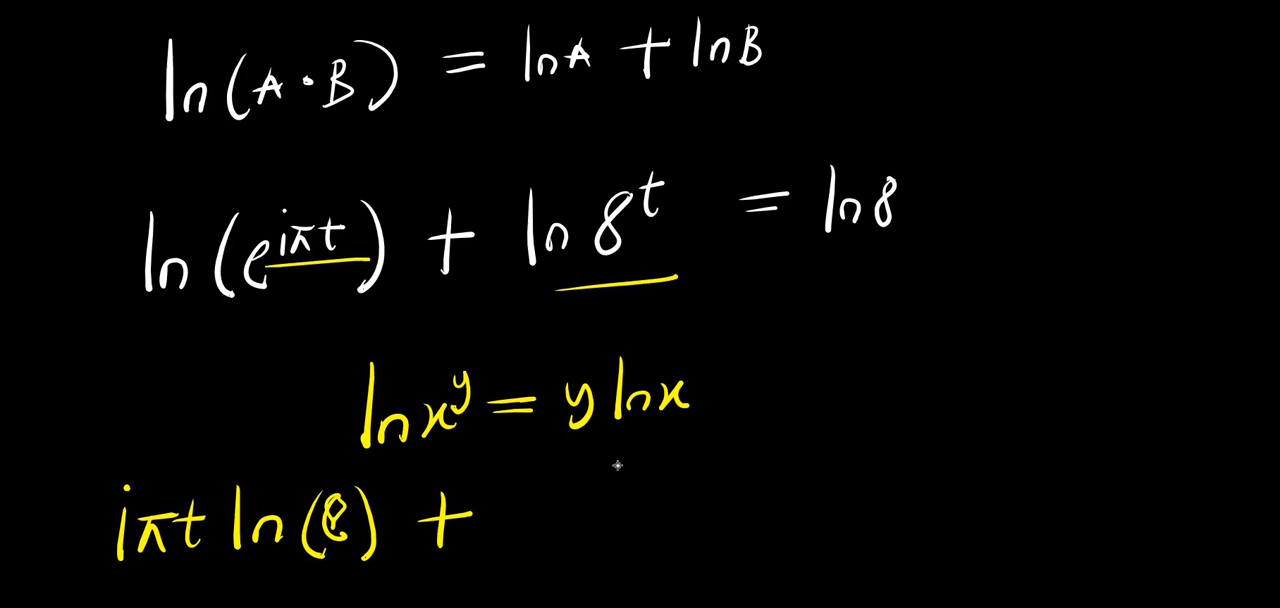 ln(A·B) = lnA + lnB
ln(e^{iπt}) + ln 8^t = ln 8
ln x^y = y ln x
iπt ln(e) +